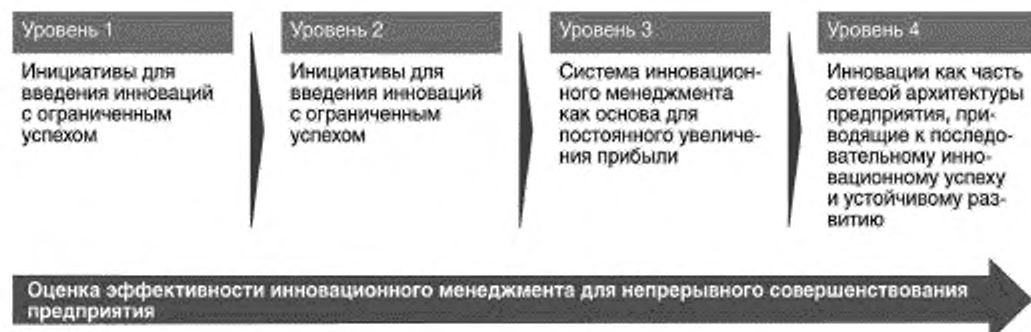 Уровень 1
Инициативы для
введения инноваций
с ограниченным
успехом
Уровень 2
Инициативы для
введения инноваций
с ограниченным
успехом
Уровень 3
Система инновацион-
ного менеджмента
как основа для
постоянного увеличе-
ния прибыли
Уровень 4
Инновации как часть
сетевой архитектуры
предприятия, при-
водящие к последо-
вательному инно-
вационному успеху
и устойчивому раз-
витию
Оценка эффективности инновационного менеджмента для непрерывного совершенствования
предприятия